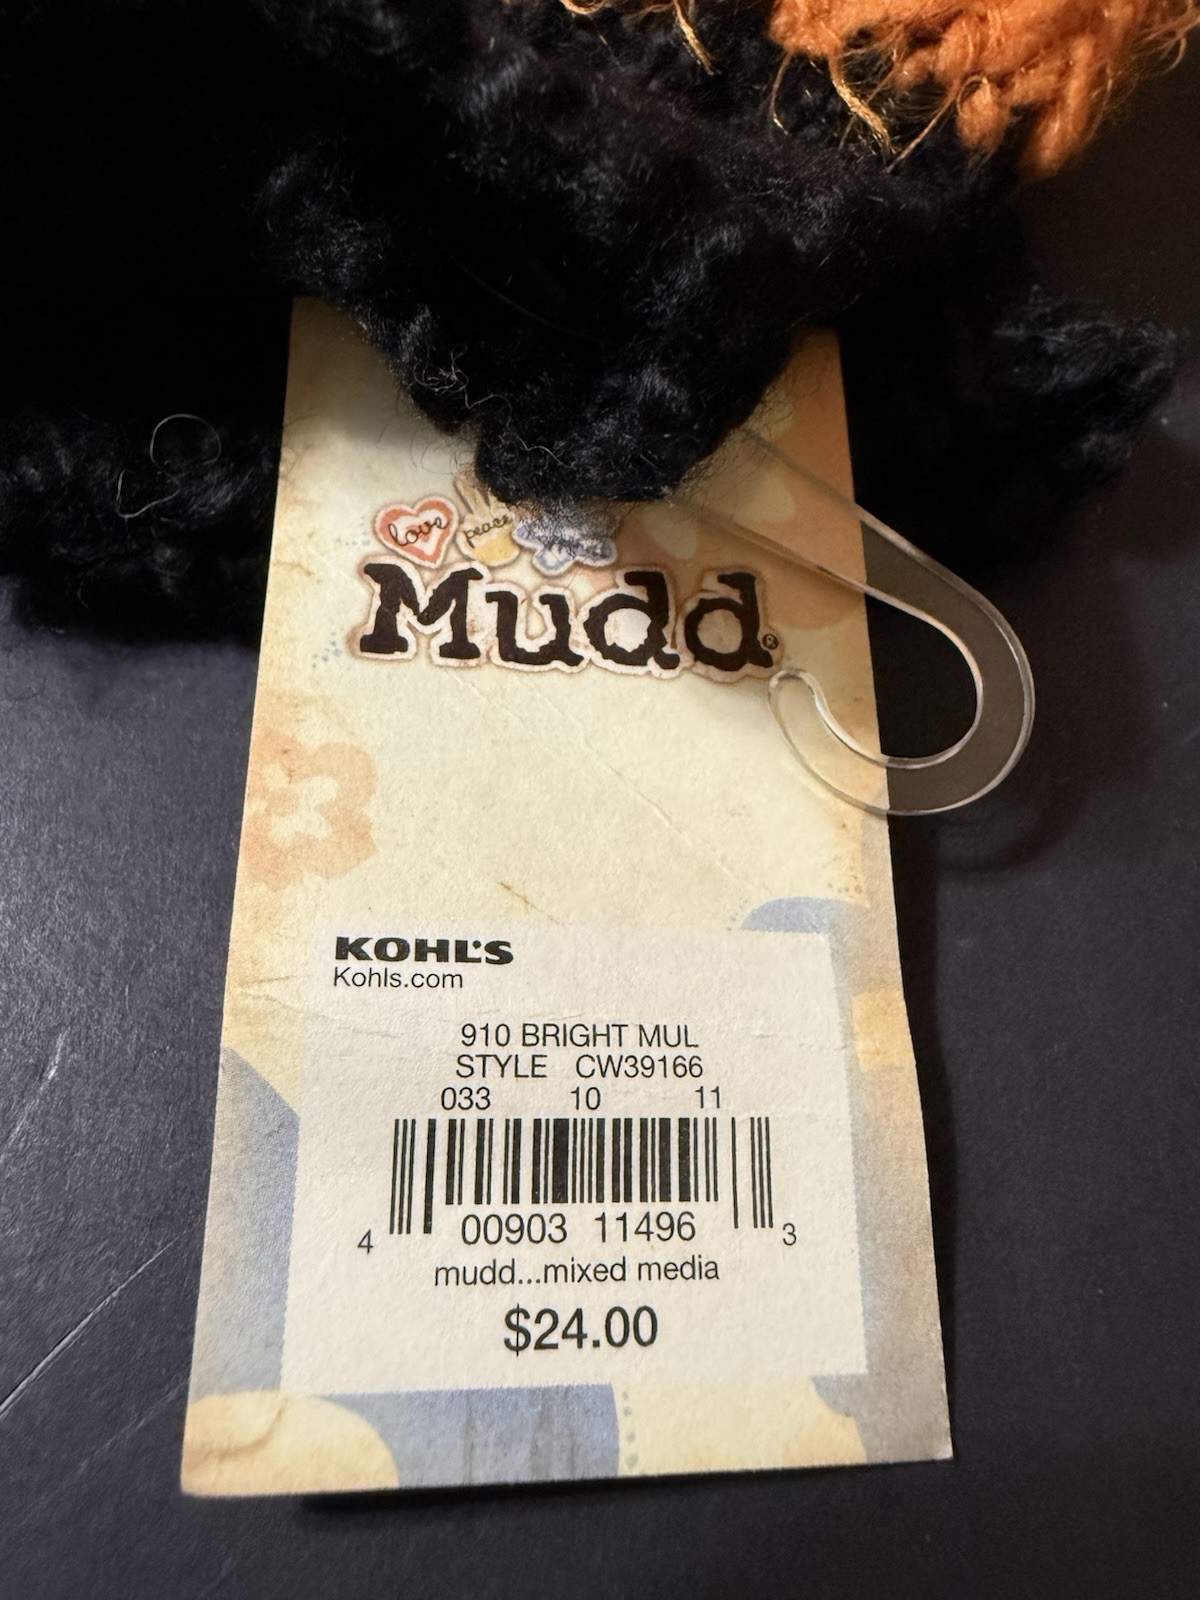 love peace
Mudd®
KOHL'S
Kohls.com
910 BRIGHT MUL
STYLE CW39166
033 10 11
4 00903 11496 3
mudd...mixed media
$24.00